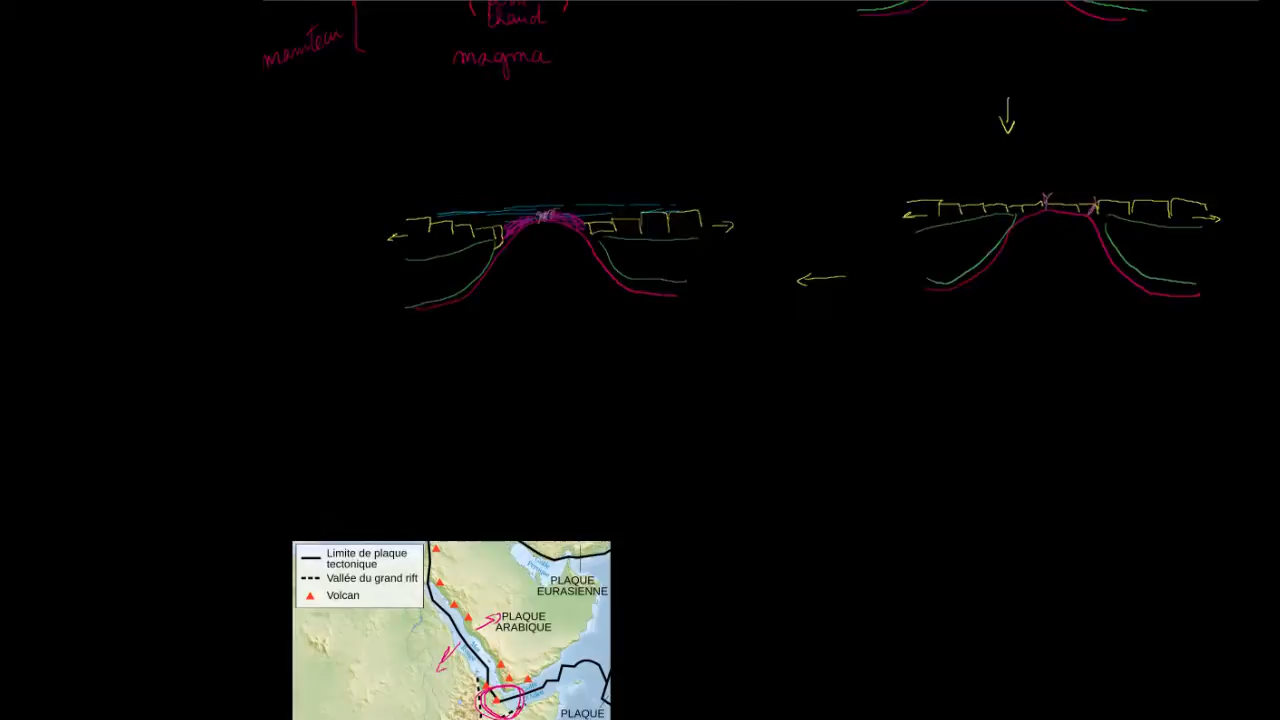 chaud
manteau
magma
Limite de plaque
tectonique
Vallée du grand rift
Volcan
PLAQUE
EURASIENNE
PLAQUE
ARABIQUE
PLAQUE